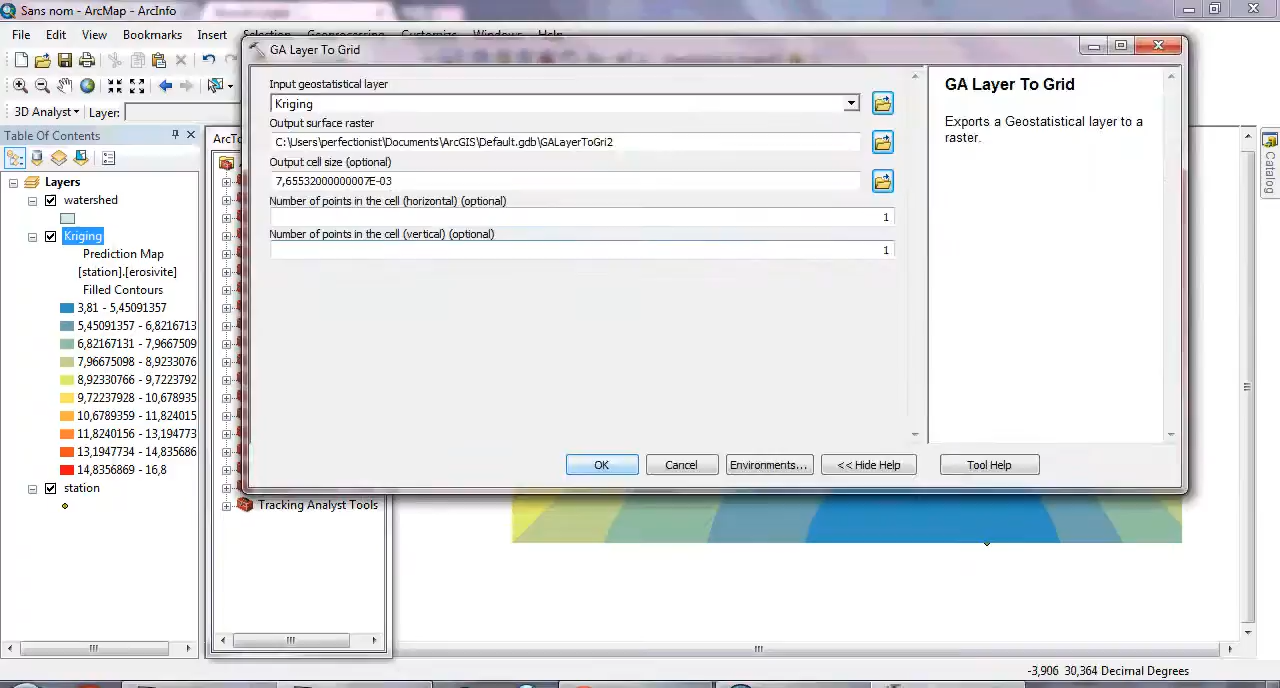 Sans nom - ArcMap - ArcInfo
File Edit View Bookmarks Insert Selection Geoprocessing Customize Windows Help
GA Layer To Grid
3D Analyst Layer:
Table Of Contents
ArcTo
Layers
watershed
Kriging
Prediction Map
[station].[erosivite]
Filled Contours
3,81 - 5,45091357
5,45091357 - 6,8216713
6,82167131 - 7,9667509
7,96675098 - 8,9233076
8,92330766 - 9,7223792
9,72237928 - 10,678935
10,6789359 - 11,824015
11,8240156 - 13,194773
13,1947734 - 14,835686
14,8356869 - 16,8
station
Input geostatistical layer
Kriging
Output surface raster
C:\Users\perfectionist\Documents\ArcGIS\Default.gdb\GALayerToGri2
Output cell size (optional)
7,65532000000007E-03
Number of points in the cell (horizontal) (optional)
1
Number of points in the cell (vertical) (optional)
1
OK Cancel Environments... << Hide Help Tool Help
GA Layer To Grid
Exports a Geostatistical layer to a
raster.
Tracking Analyst Tools
Catalog
-3,906 30,364 Decimal Degrees